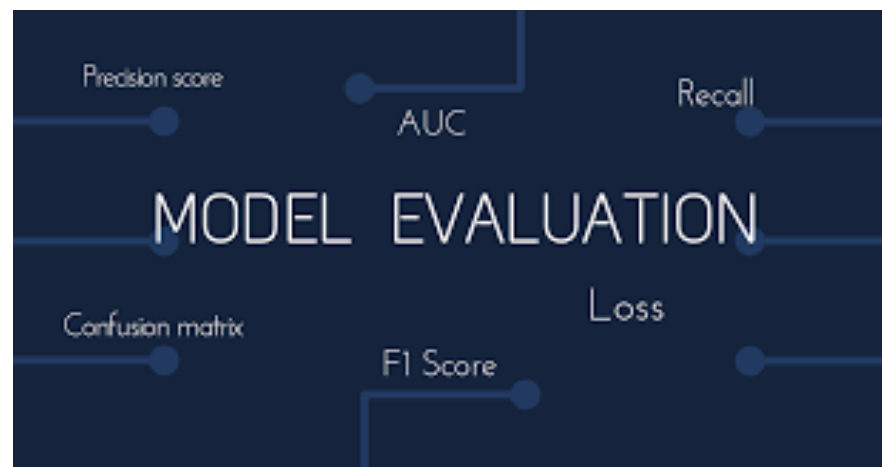 Precision score
AUC
Recall
MODEL EVALUATION
Loss
Confusion matrix
F1 Score